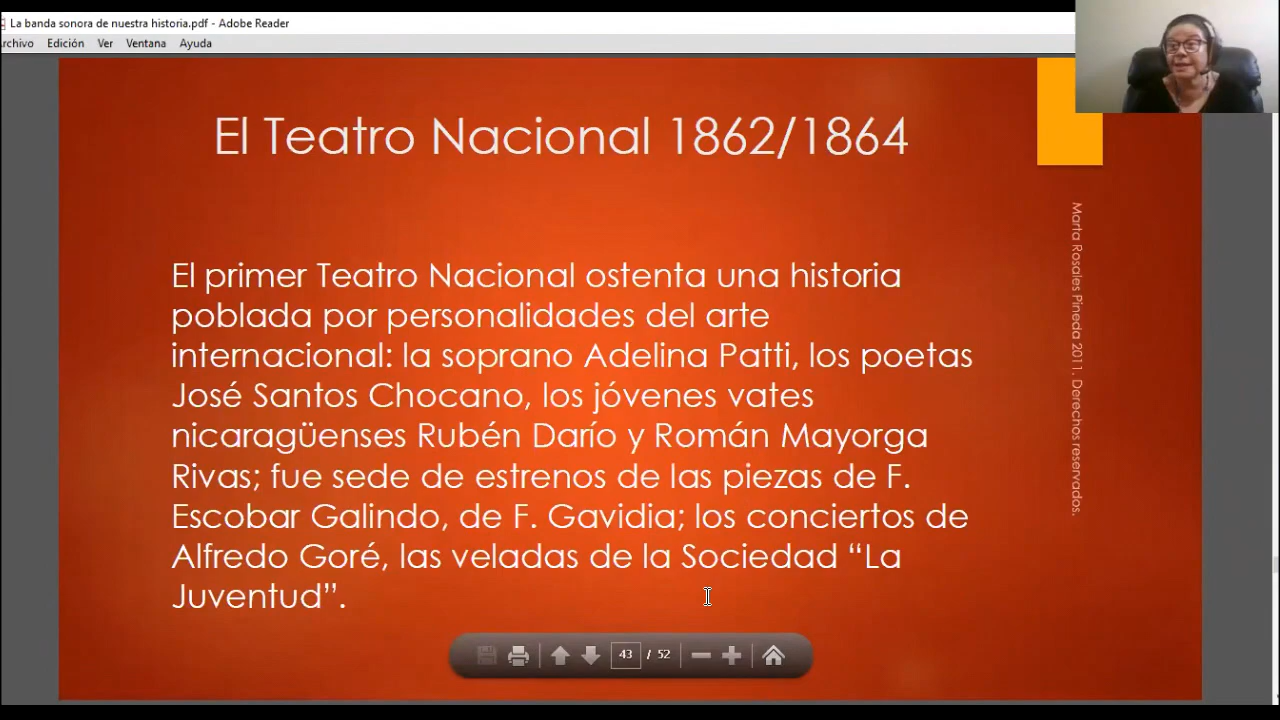 La banda sonora de nuestra historia.pdf - Adobe Reader
rchivo Edición Ver Ventana Ayuda
El Teatro Nacional 1862/1864
El primer Teatro Nacional ostenta una historia
poblada por personalidades del arte
internacional: la soprano Adelina Patti, los poetas
José Santos Chocano, los jóvenes vates
nicaragüenses Rubén Darío y Román Mayorga
Rivas; fue sede de estrenos de las piezas de F.
Escobar Galindo, de F. Gavidia; los conciertos de
Alfredo Goré, las veladas de la Sociedad “La
Juventud”.
Marta Rosales Pineda 2011. Derechos reservados.
43 / 52